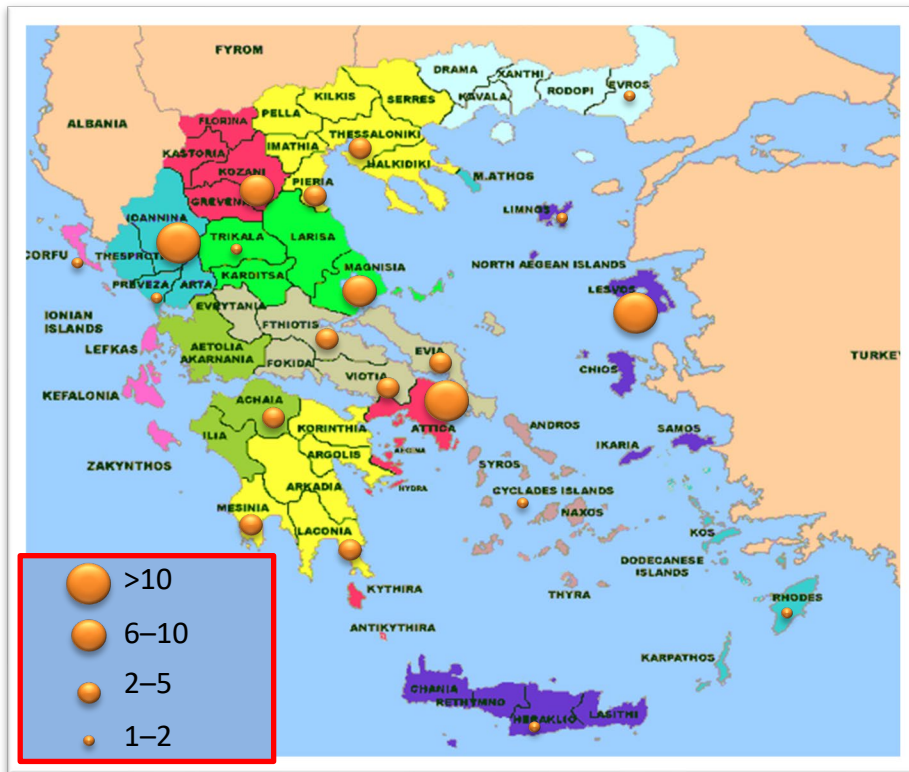 FYROM
ALBANIA
DRAMA
XANTHI
EVROS
KAVALA
RODOPI
KILKIS
SERRES
PELLA
FLORINA
THESSALONIKI
IMATHIA
KASTORIA
HALKIDIKI
KOZANI
PIERIA
M.ATHOS
GREVEN
LIMNOS
IOANNINA
TRIKALA
LARISA
CORFU
THESPROTI
NORTH AEGEAN ISLANDS
MAGNISIA
KARDITSA
PREVEZA
ARTA
LESVOS
EVRYTANIA
IONIAN
ISLANDS
FTHIOTIS
LEFKAS
AETOLIA
AKARNANIA
FOKIDA
EVIA
TURKEY
VIOTIA
CHIOS
KEFALONIA
ACHAIA
ATTICA
KORINTHIA
ANDROS
ILIA
SAMOS
IKARIA
ZAKYNTHOS
ARGOLIS
AEGINA
SYROS
ARKADIA
HYDRA
CYCLADES ISLANDS
MESINIA
NAXOS
LACONIA
KOS
DODECANESE
ISLANDS
KYTHIRA
THYRA
RHODES
ANTIKYTHIRA
KARPATHOS
CHANIA
RETHYMNO
HERAKLIO
LASITHI
>10
6–10
2–5
1–2